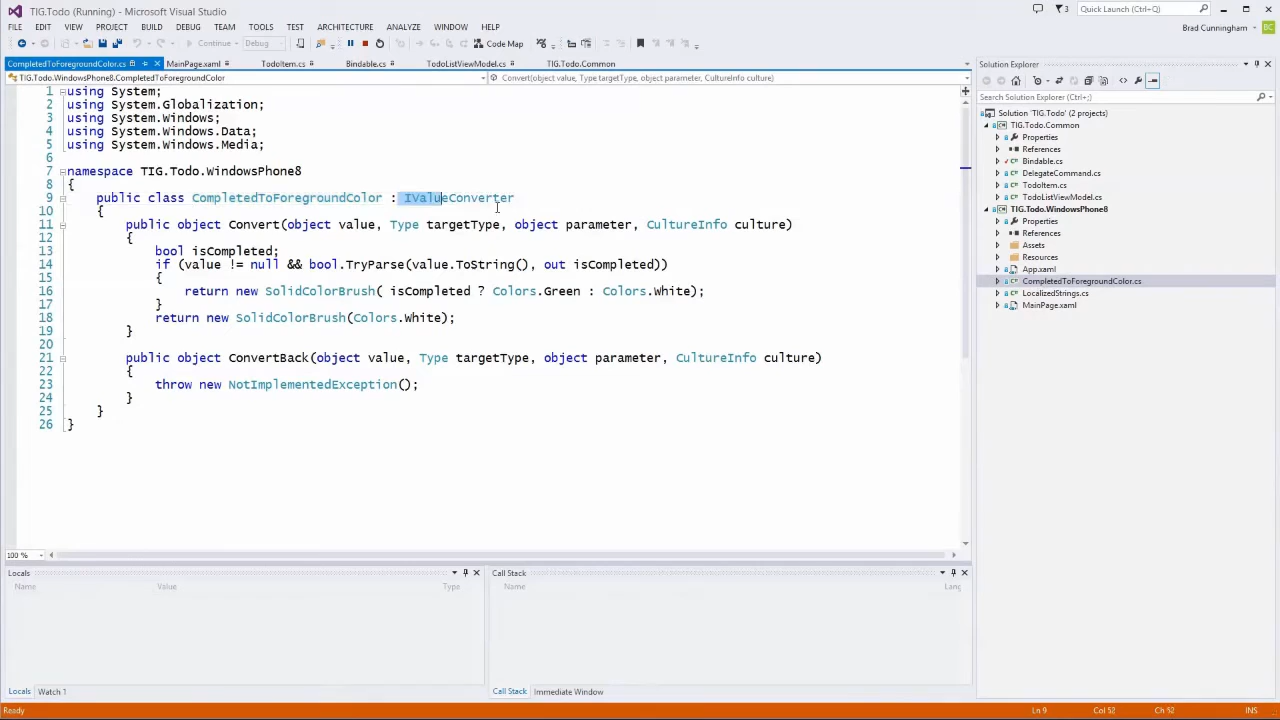 TIG.Todo (Running) - Microsoft Visual Studio
3
Quick Launch (Ctrl+Q)
FILE EDIT VIEW PROJECT BUILD DEBUG TEAM TOOLS TEST ARCHITECTURE ANALYZE WINDOW HELP
Brad Cunningham BC
Continue Debug Code Map
CompletedToForegroundColor.cs MainPage.xaml TodoItem.cs Bindable.cs TodoListViewModel.cs TIG.Todo.Common
TIG.Todo.WindowsPhone8.CompletedToForegroundColor Convert(object value, Type targetType, object parameter, CultureInfo culture)
1 using System;
2 using System.Globalization;
3 using System.Windows;
4 using System.Windows.Data;
5 using System.Windows.Media;
6
7 namespace TIG.Todo.WindowsPhone8
8 {
9 public class CompletedToForegroundColor : IValueConverter
10 {
11 public object Convert(object value, Type targetType, object parameter, CultureInfo culture)
12 {
13 bool isCompleted;
14 if (value != null && bool.TryParse(value.ToString(), out isCompleted))
15 {
16 return new SolidColorBrush( isCompleted ? Colors.Green : Colors.White);
17 }
18 return new SolidColorBrush(Colors.White);
19 }
20
21 public object ConvertBack(object value, Type targetType, object parameter, CultureInfo culture)
22 {
23 throw new NotImplementedException();
24 }
25 }
26 }
100 %
Solution Explorer
Search Solution Explorer (Ctrl+;)
Solution 'TIG.Todo' (2 projects)
TIG.Todo.Common
Properties
References
Bindable.cs
DelegateCommand.cs
TodoItem.cs
TodoListViewModel.cs
TIG.Todo.WindowsPhone8
Properties
References
Assets
Resources
App.xaml
CompletedToForegroundColor.cs
LocalizedStrings.cs
MainPage.xaml
Locals
Name Value Type
Call Stack
Name Lang
Locals Watch 1
Call Stack Immediate Window
Ready Ln 9 Col 52 Ch 52 INS